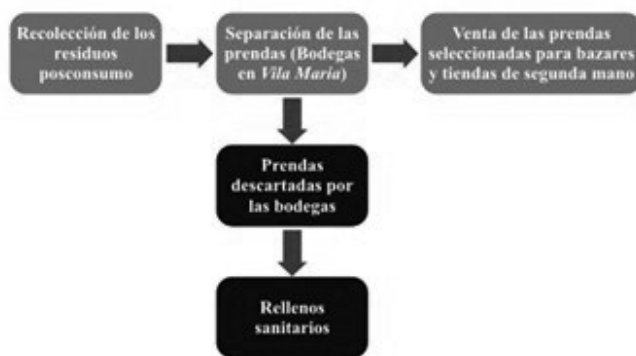 Recolección de los
residuos
posconsumo
Separación de las
prendas (Bodegas
en Vila Maria)
Venta de las prendas
seleccionadas para bazares
y tiendas de segunda mano
Prendas
descartadas por
las bodegas
Rellenos
sanitarios